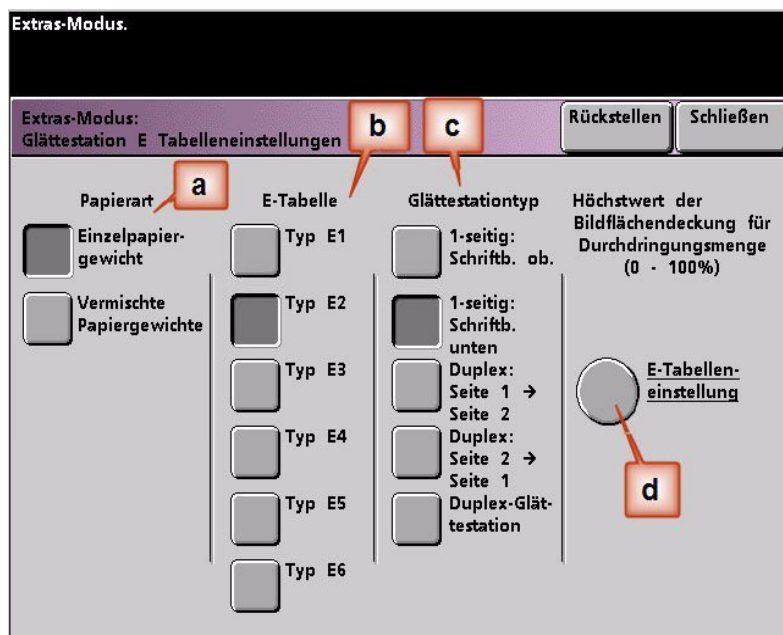 Extras-Modus.
Extras-Modus:
Glättestation E Tabelleneinstellungen
b
c
Rückstellen
Schließen
Papierart
a
E-Tabelle
Glättestationtyp
Höchstwert der
Bildflächendeckung für
Durchdringungsmenge
(0 - 100%)
Einzelpapier-
gewicht
Vermischte
Papiergewichte
Typ E1
Typ E2
Typ E3
Typ E4
Typ E5
Typ E6
1-seitig:
Schriftb. ob.
1-seitig:
Schriftb.
unten
Duplex:
Seite 1 →
Seite 2
Duplex:
Seite 2 →
Seite 1
Duplex-Glät-
testation
E-Tabellen-
einstellung
d